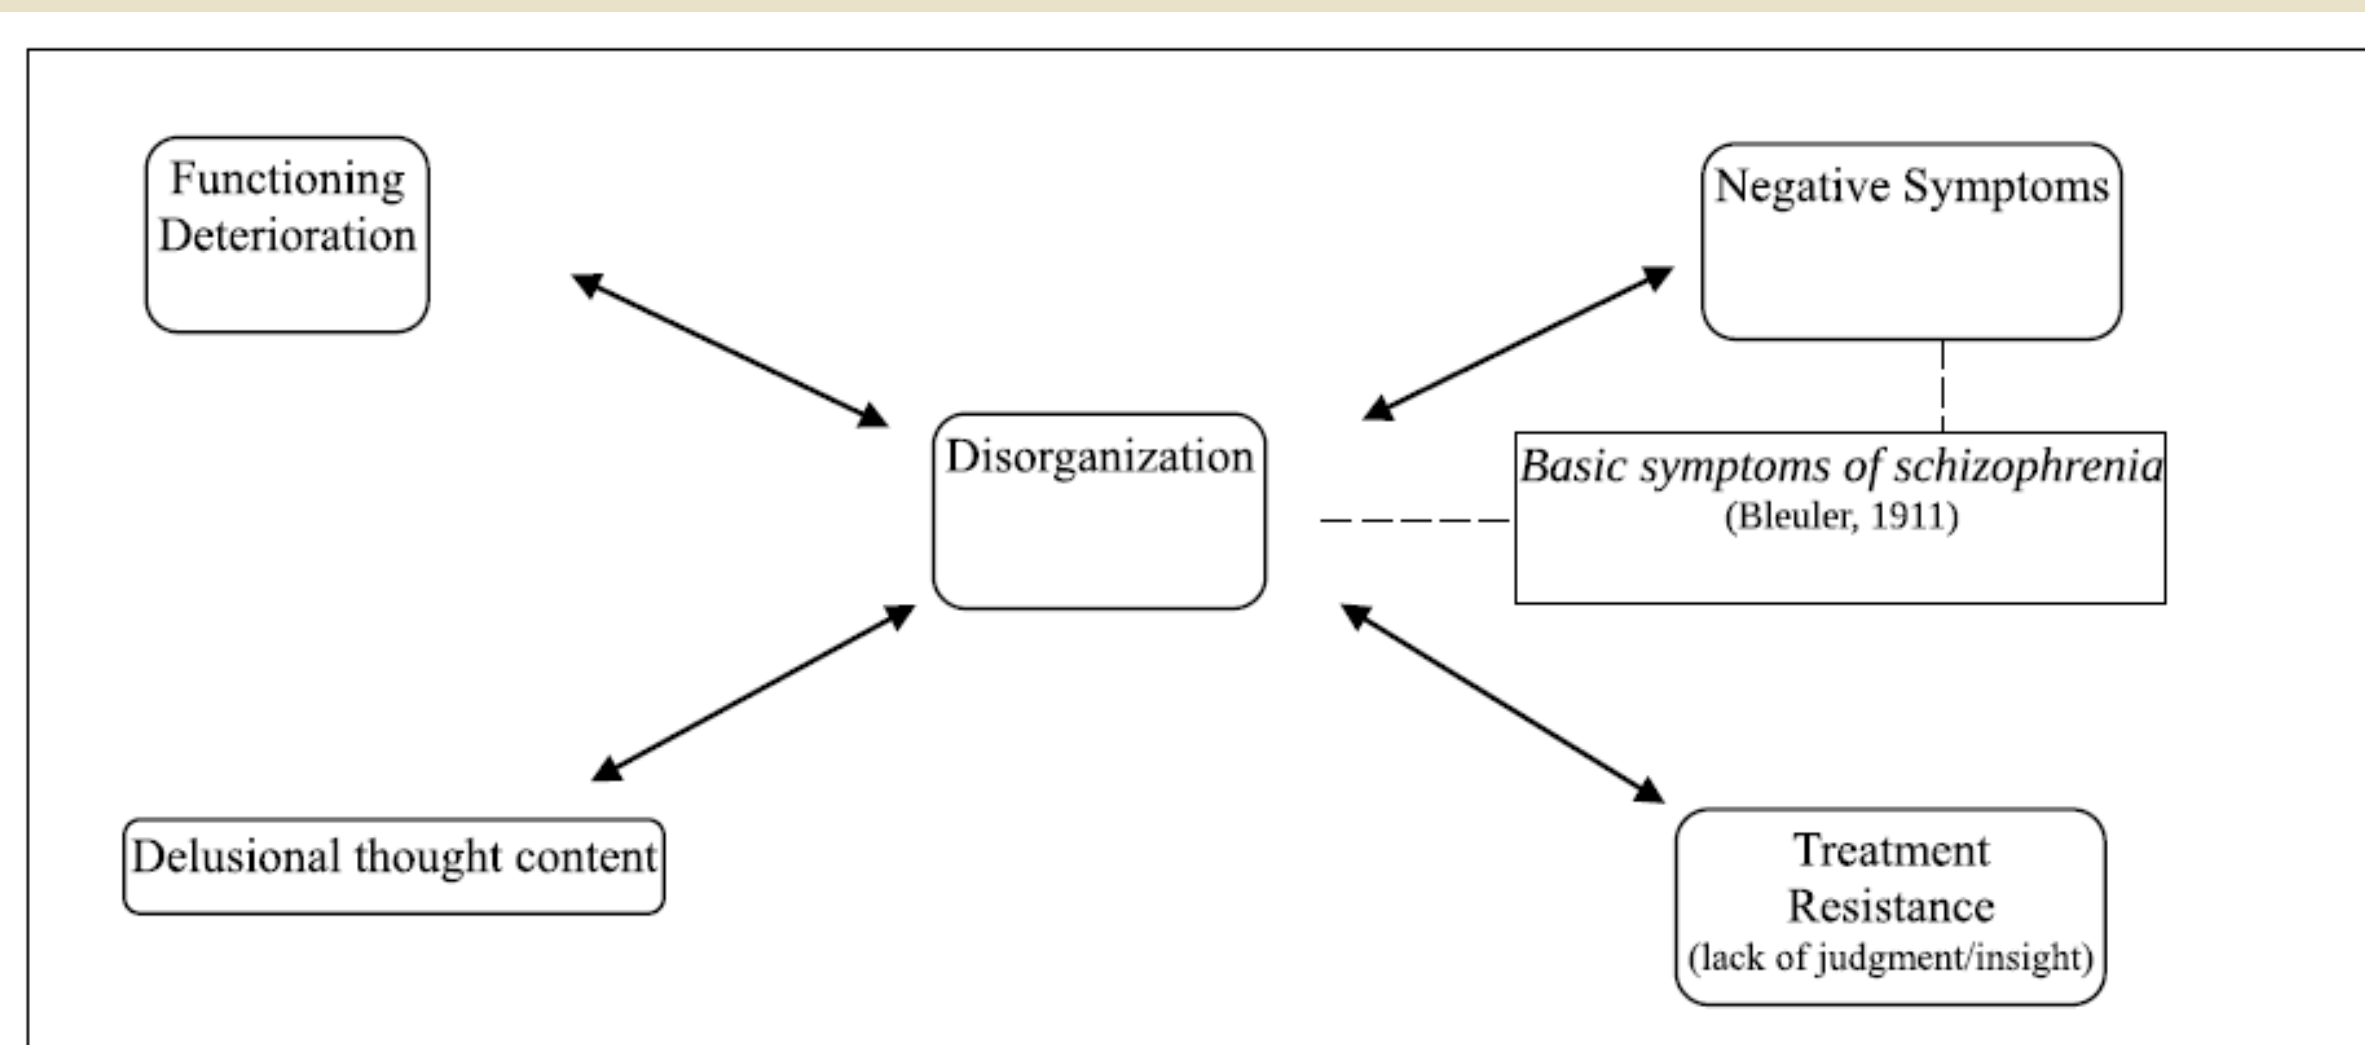 Functioning
Deterioration
Negative Symptoms
Disorganization
Basic symptoms of schizophrenia
(Bleuler, 1911)
Delusional thought content
Treatment
Resistance
(lack of judgment/insight)